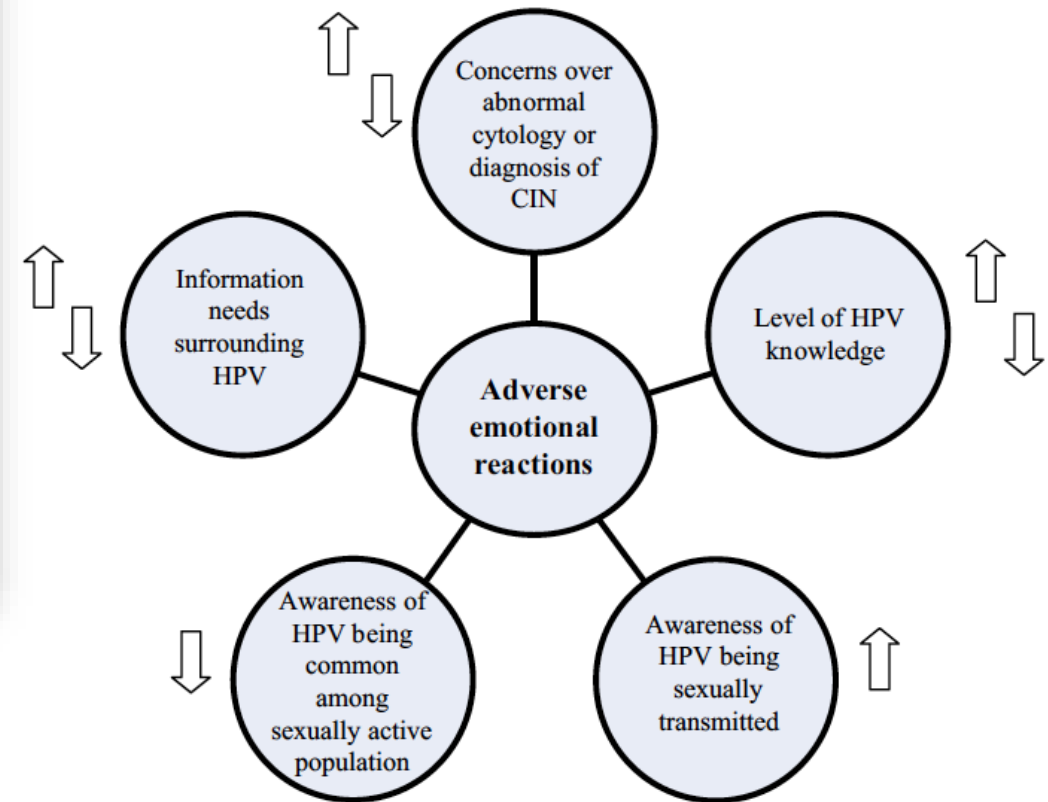 Concerns over
abnormal
cytology or
diagnosis of
CIN
Information
needs
surrounding
HPV
Level of HPV
knowledge
Adverse
emotional
reactions
Awareness of
HPV being
common
among
sexually active
population
Awareness of
HPV being
sexually
transmitted